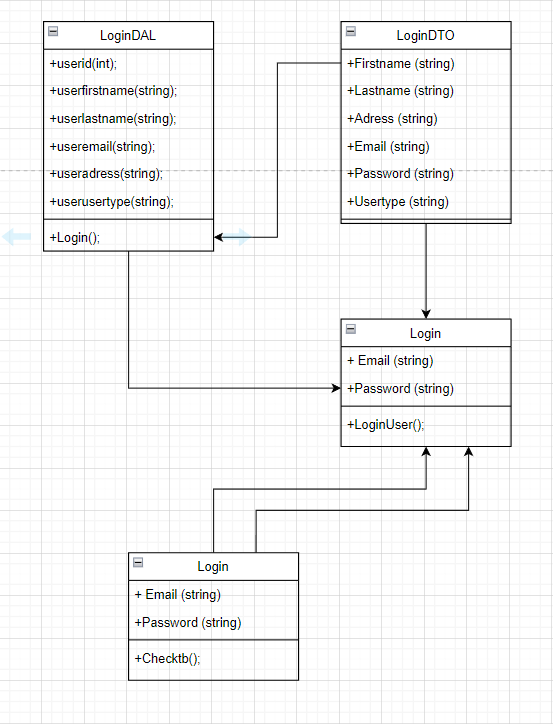 LoginDAL
+userid(int);
+userfirstname(string);
+userlastname(string);
+useremail(string);
+useradress(string);
+userusertype(string);
+Login();
LoginDTO
+Firstname (string)
+Lastname (string)
+Adress (string)
+Email (string)
+Password (string)
+Usertype (string)
Login
+ Email (string)
+Password (string)
+LoginUser();
Login
+ Email (string)
+Password (string)
+Checktb();